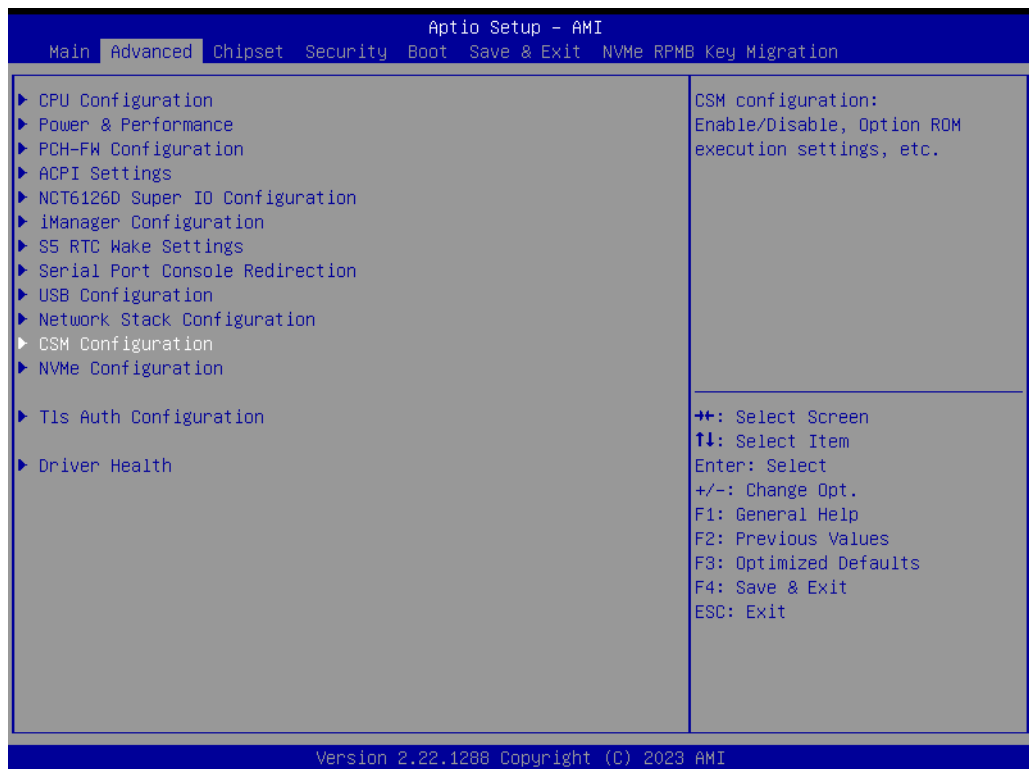 Aptio Setup – AMI
Main Advanced Chipset Security Boot Save & Exit NVMe RPMB Key Migration
▶ CPU Configuration
▶ Power & Performance
▶ PCH-FW Configuration
▶ ACPI Settings
▶ NCT6126D Super IO Configuration
▶ iManager Configuration
▶ S5 RTC Wake Settings
▶ Serial Port Console Redirection
▶ USB Configuration
▶ Network Stack Configuration
▶ CSM Configuration
▶ NVMe Configuration
▶ Tls Auth Configuration
▶ Driver Health
CSM configuration:
Enable/Disable, Option ROM
execution settings, etc.
→←: Select Screen
↑↓: Select Item
Enter: Select
+/-: Change Opt.
F1: General Help
F2: Previous Values
F3: Optimized Defaults
F4: Save & Exit
ESC: Exit
Version 2.22.1288 Copyright (C) 2023 AMI